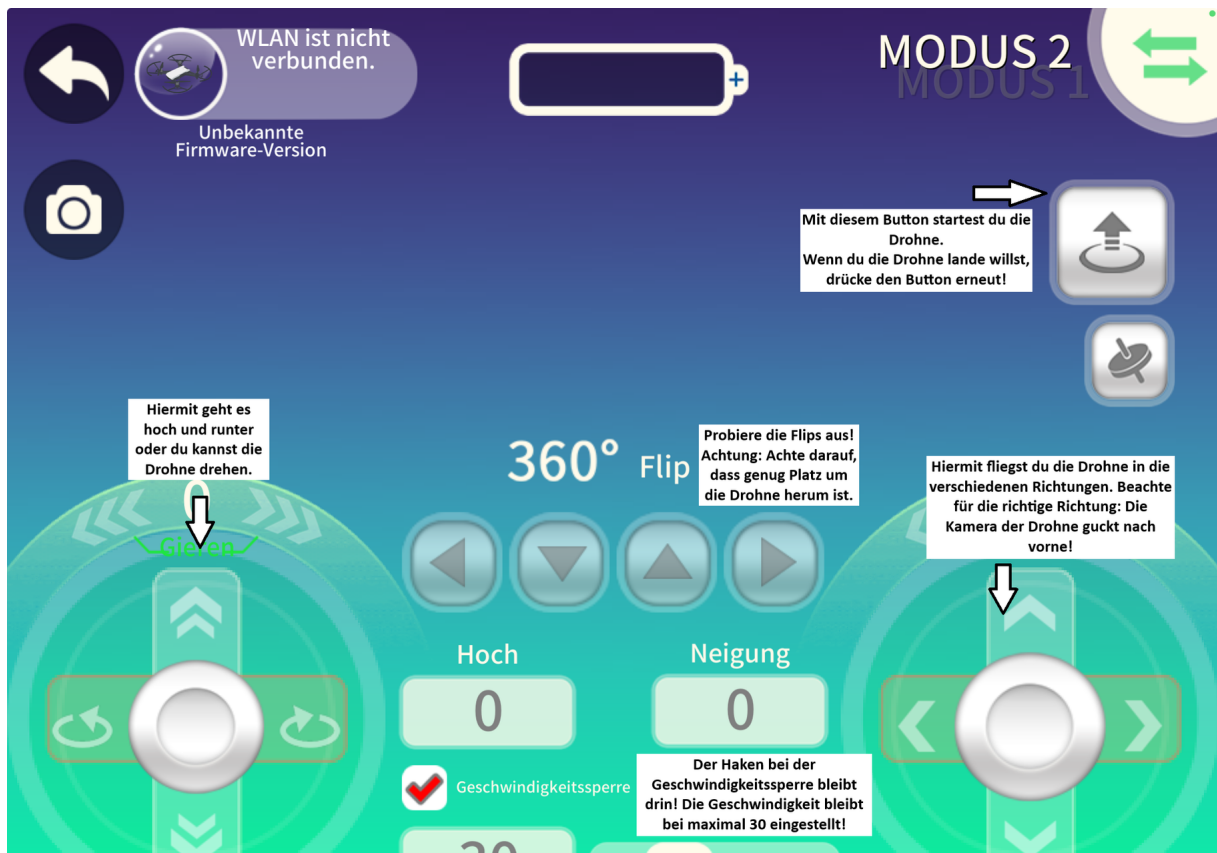 WLAN ist nicht
verbunden.
Unbekannte
Firmware-Version
MODUS 2
MODUS 1
Mit diesem Button startest du die
Drohne.
Wenn du die Drohne lande willst,
drücke den Button erneut!
Hiermit geht es
hoch und runter
oder du kannst die
Drohne drehen.
360° Flip
Probiere die Flips aus!
Achtung: Achte darauf,
dass genug Platz um
die Drohne herum ist.
Hiermit fliegst du die Drohne in die
verschiedenen Richtungen. Beachte
für die richtige Richtung: Die
Kamera der Drohne guckt nach
vorne!
0
Gieren
Hoch
0
Neigung
0
Geschwindigkeitssperre
Der Haken bei der
Geschwindigkeitssperre bleibt
drin! Die Geschwindigkeit bleibt
bei maximal 30 eingestellt!
30